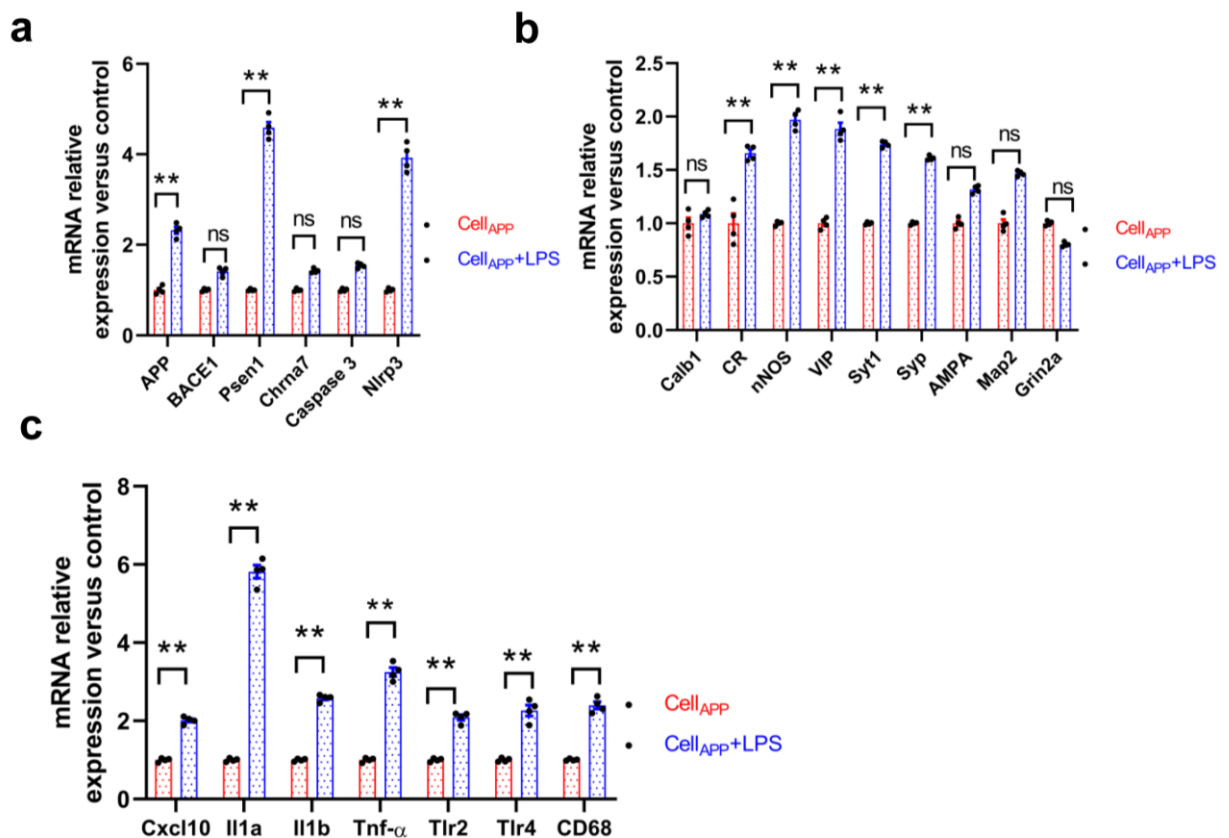 a
mRNA relative
expression versus control
6
4
2
0
**
ns
**
ns
ns
**
APP
BACE1
Psen1
Chrna7
Caspase 3
Nlrp3
CellAPP
CellAPP+LPS
b
mRNA relative
expression versus control
2.5
2.0
1.5
1.0
0.5
0.0
ns
**
**
**
**
**
ns
ns
ns
Calb1
CR
nNOS
VIP
Syt1
Syp
AMPA
Map2
Grin2a
CellAPP
CellAPP+LPS
c
mRNA relative
expression versus control
8
6
4
2
0
**
**
**
**
**
**
**
Cxcl10 Il1a Il1b Tnf-α Tlr2 Tlr4 CD68
CellAPP
CellAPP+LPS